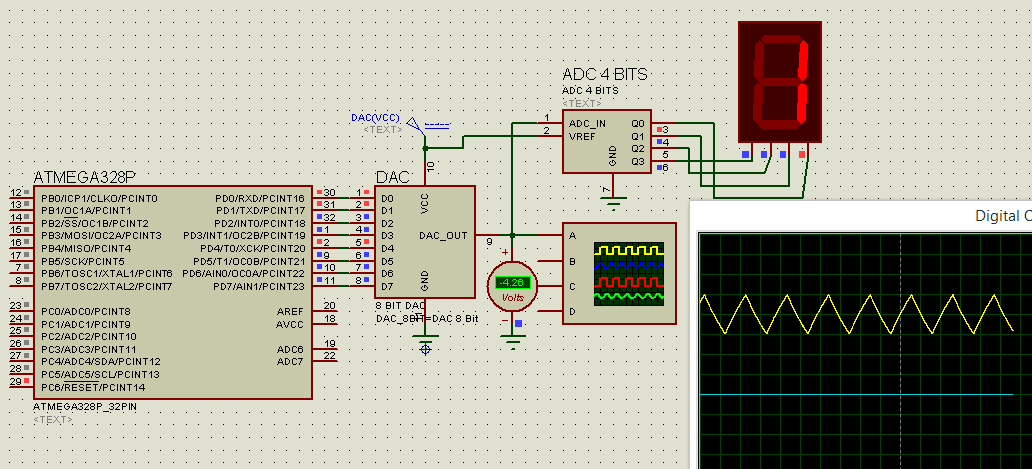 ADC 4 BITS
ADC 4 BITS
<TEXT>
DAC(VCC)
<TEXT>
1 ADC_IN Q0 3
2 VREF Q1 4
Q2 5
Q3 6
GND
7
ATMEGA328P
12 PB0/ICP1/CLKO/PCINT0 PD0/RXD/PCINT16 30
13 PB1/OC1A/PCINT1 PD1/TXD/PCINT17 31
14 PB2/SS/OC1B/PCINT2 PD2/INT0/PCINT18 32
15 PB3/MOSI/OC2A/PCINT3 PD3/INT1/OC2B/PCINT19 1
16 PB4/MISO/PCINT4 PD4/T0/XCK/PCINT20 2
17 PB5/SCK/PCINT5 PD5/T1/OC0B/PCINT21 9
7 PB6/TOSC1/XTAL1/PCINT6 PD6/AIN0/OC0A/PCINT22 10
8 PB7/TOSC2/XTAL2/PCINT7 PD7/AIN1/PCINT23 11
23 PC0/ADC0/PCINT8 AREF 20
24 PC1/ADC1/PCINT9 AVCC 18
25 PC2/ADC2/PCINT10
26 PC3/ADC3/PCINT11 ADC6 19
27 PC4/ADC4/SDA/PCINT12 ADC7 22
28 PC5/ADC5/SCL/PCINT13
29 PC6/RESET/PCINT14
ATMEGA328P_32PIN
<TEXT>
DAC
10
VCC
1 D0
2 D1
3 D2
4 D3
5 D4
6 D5
7 D6
8 D7
DAC_OUT 9
GND
8 BIT DAC
DAC_8BIT=DAC 8 Bit
+
-4.26
Volts
A
B
C
D
1
Digital O